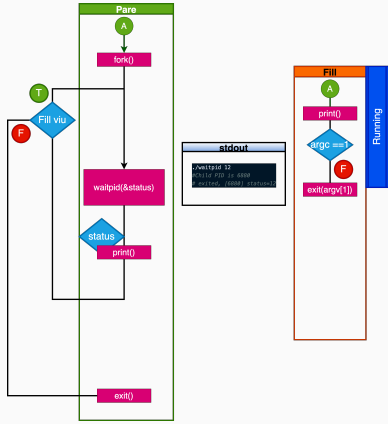 Pare
A
fork()
T
Fill viu
F
waitpid(&status)
status
print()
exit()
stdout
./waitpid 12
#Child PID is 6880
# exited, (6880) status=12
Fill
A
print()
argc ==1
F
exit(argv[1])
Running